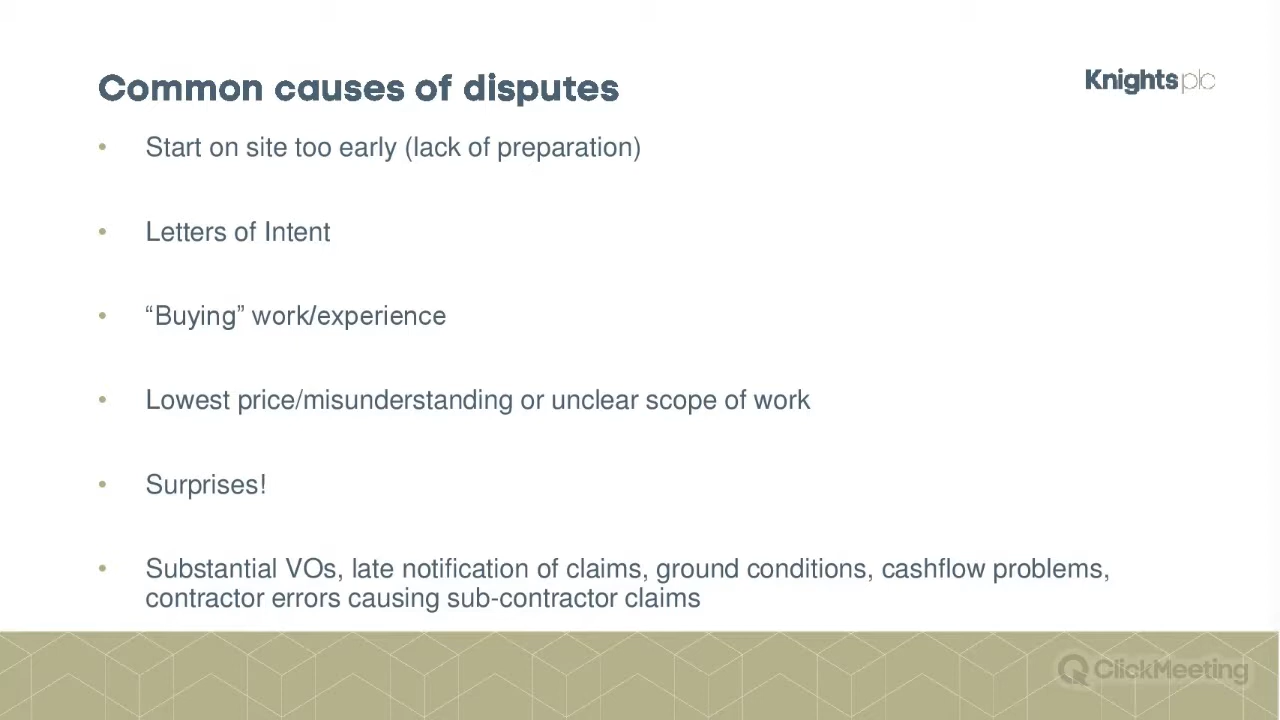 Common causes of disputes
Knights plc
• Start on site too early (lack of preparation)
• Letters of Intent
• “Buying” work/experience
• Lowest price/misunderstanding or unclear scope of work
• Surprises!
• Substantial VOs, late notification of claims, ground conditions, cashflow problems,
contractor errors causing sub-contractor claims
ClickMeeting